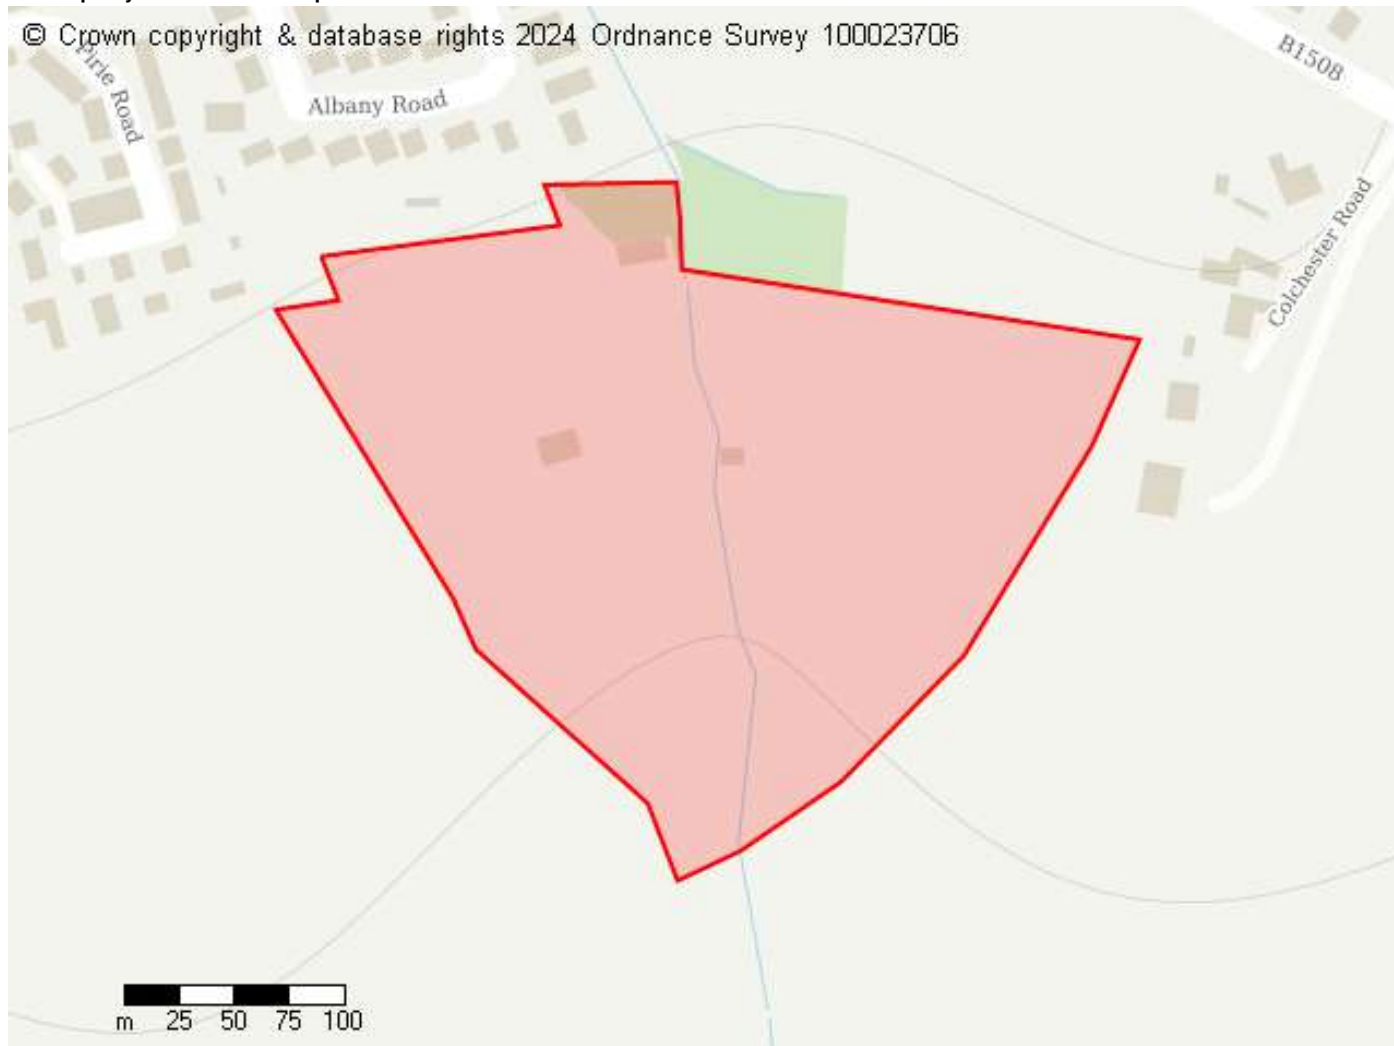 © Crown copyright & database rights 2024 Ordnance Survey 100023706
B1508
Pirie Road
Albany Road
Colchester Road
m 25 50 75 100